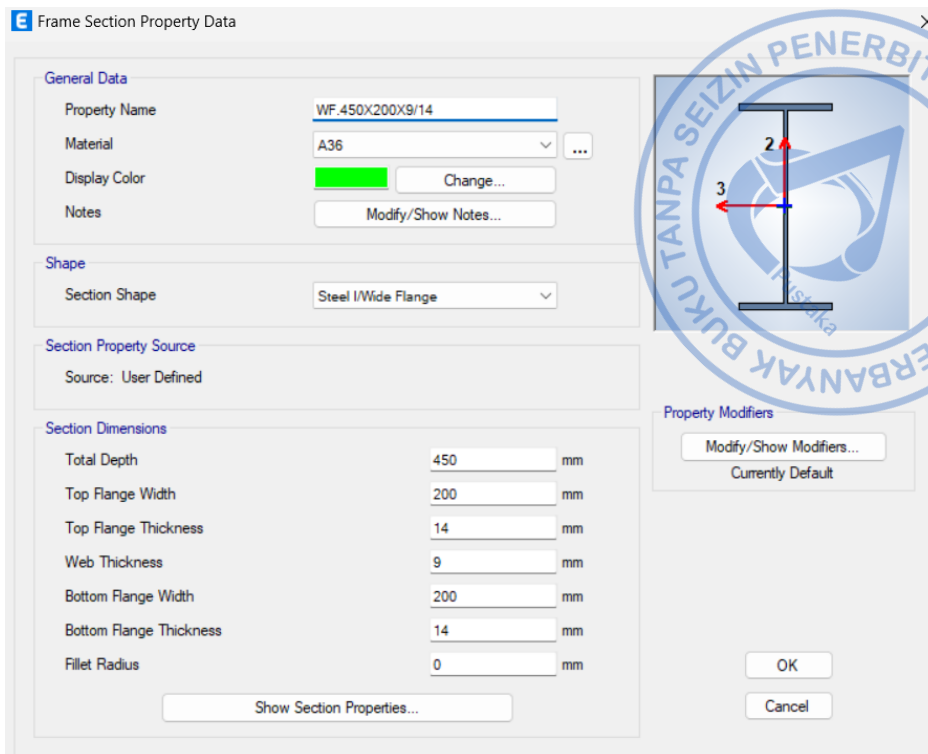 E Frame Section Property Data
General Data
Property Name WF.450X200X9/14
Material A36 ...
Display Color Change...
Notes Modify/Show Notes...
Shape
Section Shape Steel I/Wide Flange
Section Property Source
Source: User Defined
Section Dimensions
Total Depth 450 mm
Top Flange Width 200 mm
Top Flange Thickness 14 mm
Web Thickness 9 mm
Bottom Flange Width 200 mm
Bottom Flange Thickness 14 mm
Fillet Radius 0 mm
Show Section Properties...
2
3
Property Modifiers
Modify/Show Modifiers...
Currently Default
OK
Cancel
SEIZIN PENERBIT
TANPA
BUKU
PERBANYAK
Pustaka